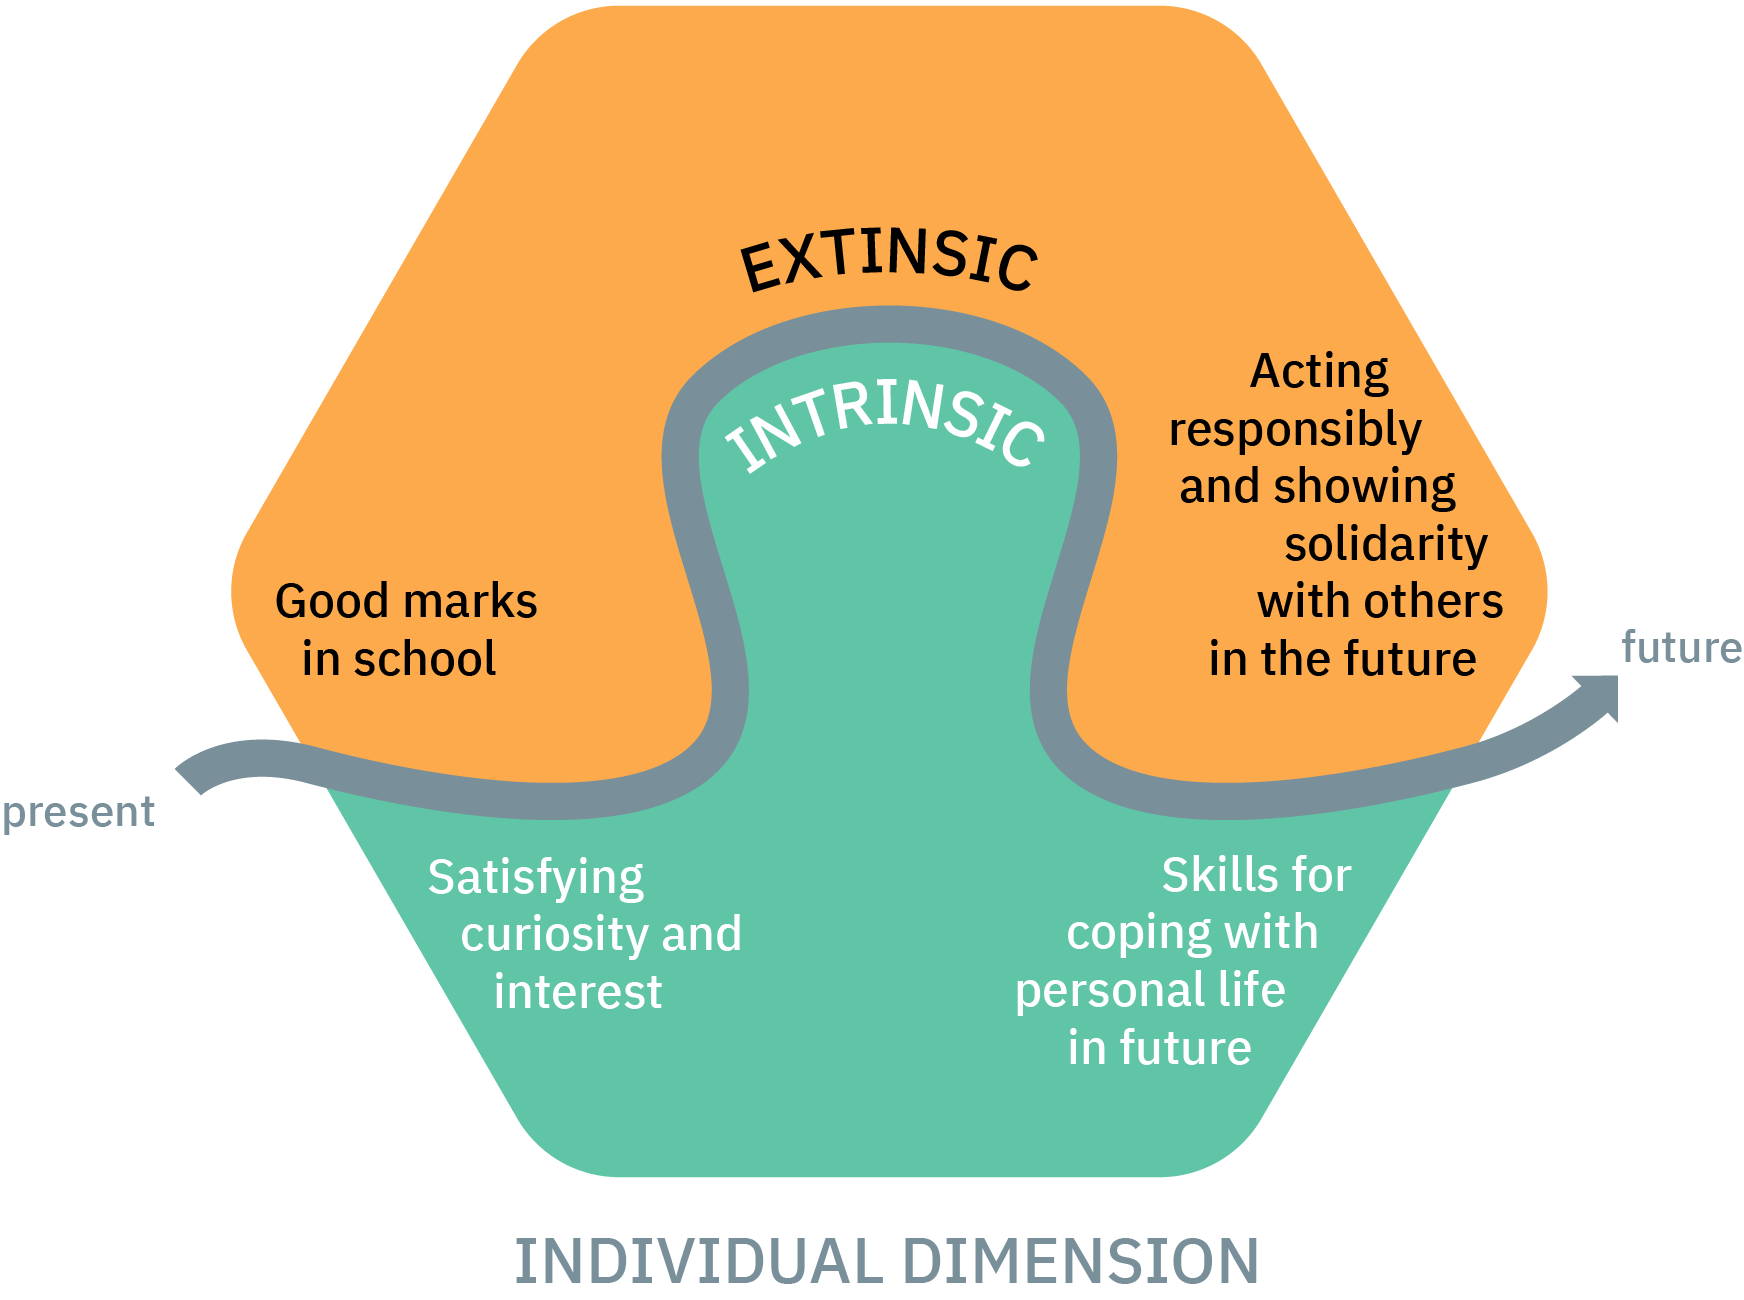 EXTINSIC
INTRINSIC
Good marks
in school
Acting
responsibly
and showing
solidarity
with others
in the future
present
future
Satisfying
curiosity and
interest
Skills for
coping with
personal life
in future
INDIVIDUAL DIMENSION